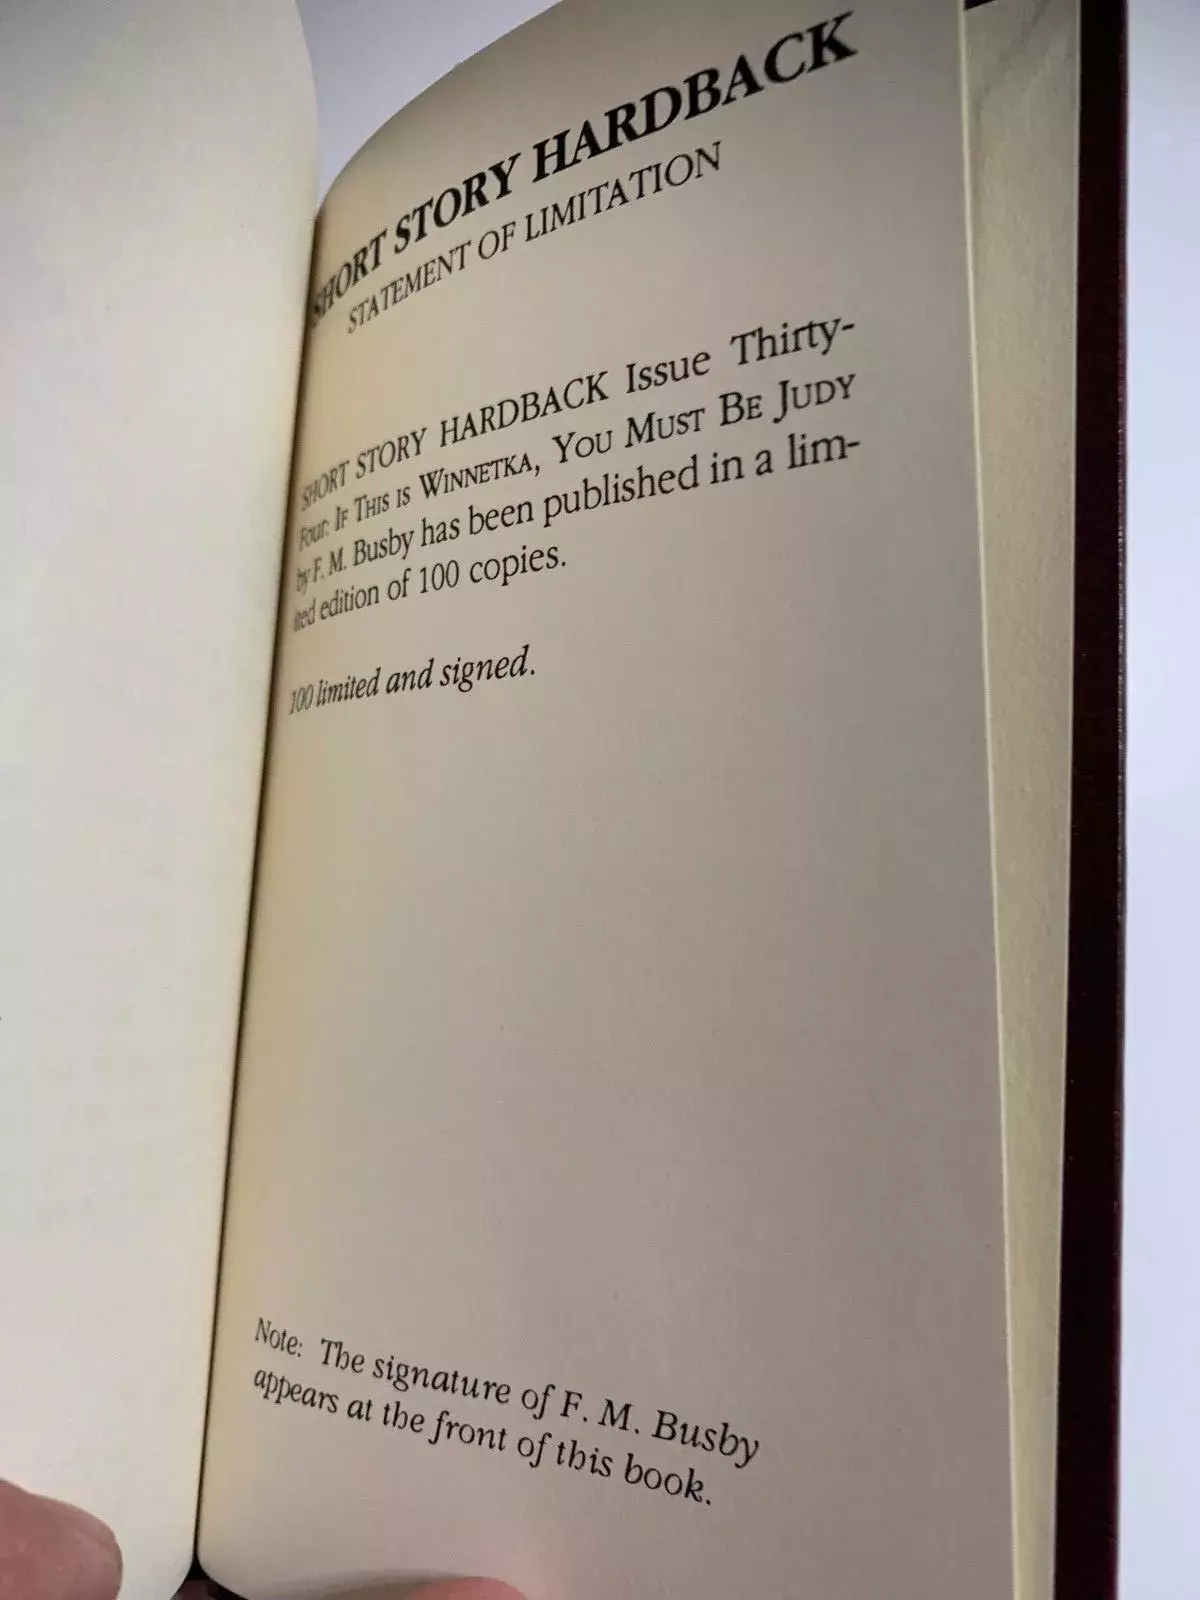 SHORT STORY HARDBACK
STATEMENT OF LIMITATION
SHORT STORY HARDBACK Issue Thirty-
Four: IF THIS IS WINNETKA, YOU MUST BE JUDY
by F. M. Busby has been published in a lim-
ited edition of 100 copies.
100 limited and signed.
Note: The signature of F. M. Busby
appears at the front of this book.